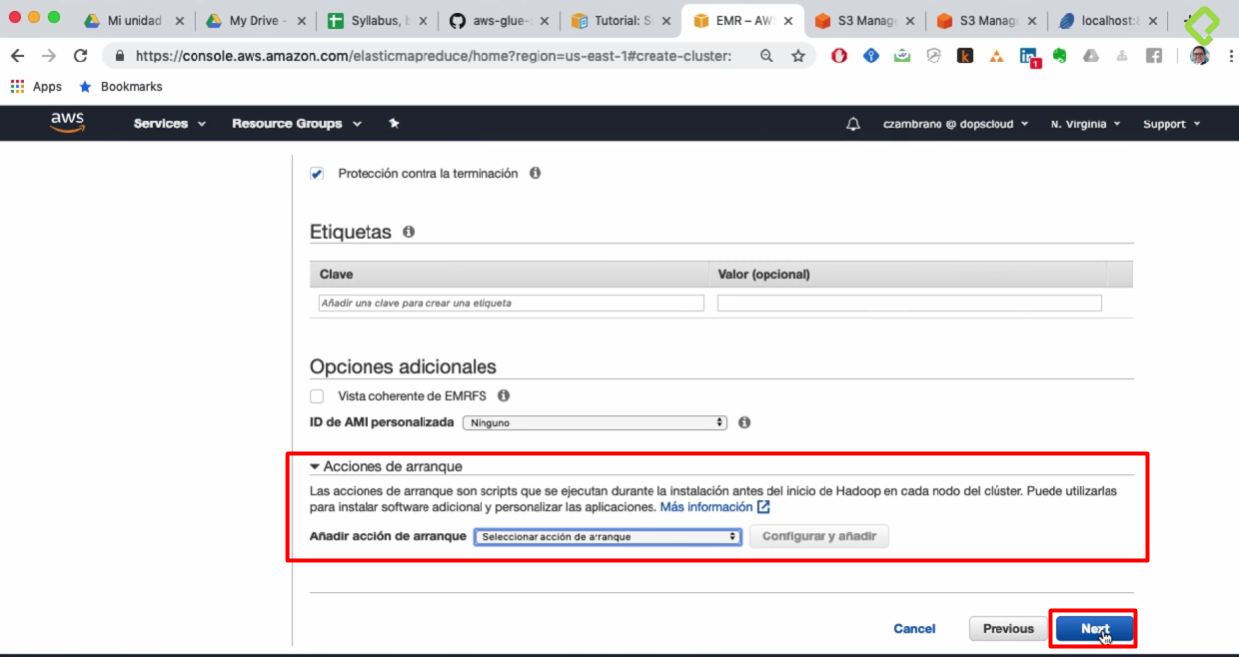 Mi unidad
My Drive -
Syllabus, b
aws-glue-s
Tutorial: S
EMR – AW
S3 Manag
S3 Manag
localhost:
https://console.aws.amazon.com/elasticmapreduce/home?region=us-east-1#create-cluster:
Apps
Bookmarks
aws
Services
Resource Groups
czambrano @ dopscloud
N. Virginia
Support
Protección contra la terminación
Etiquetas
Clave
Valor (opcional)
Añadir una clave para crear una etiqueta
Opciones adicionales
Vista coherente de EMRFS
ID de AMI personalizada
Ninguno
Acciones de arranque
Las acciones de arranque son scripts que se ejecutan durante la instalación antes del inicio de Hadoop en cada nodo del clúster. Puede utilizarlas
para instalar software adicional y personalizar las aplicaciones. Más información
Añadir acción de arranque
Seleccionar acción de arranque
Configurar y añadir
Cancel
Previous
Next